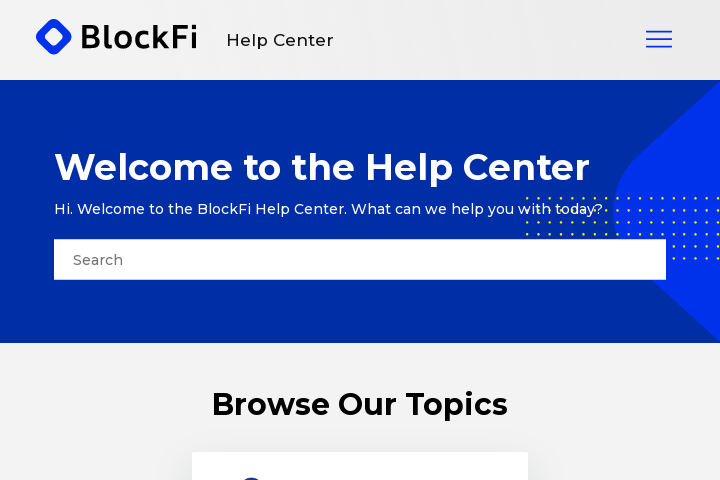 BlockFi
Help Center
Welcome to the Help Center
Hi. Welcome to the BlockFi Help Center. What can we help you with today?
Search
Browse Our Topics